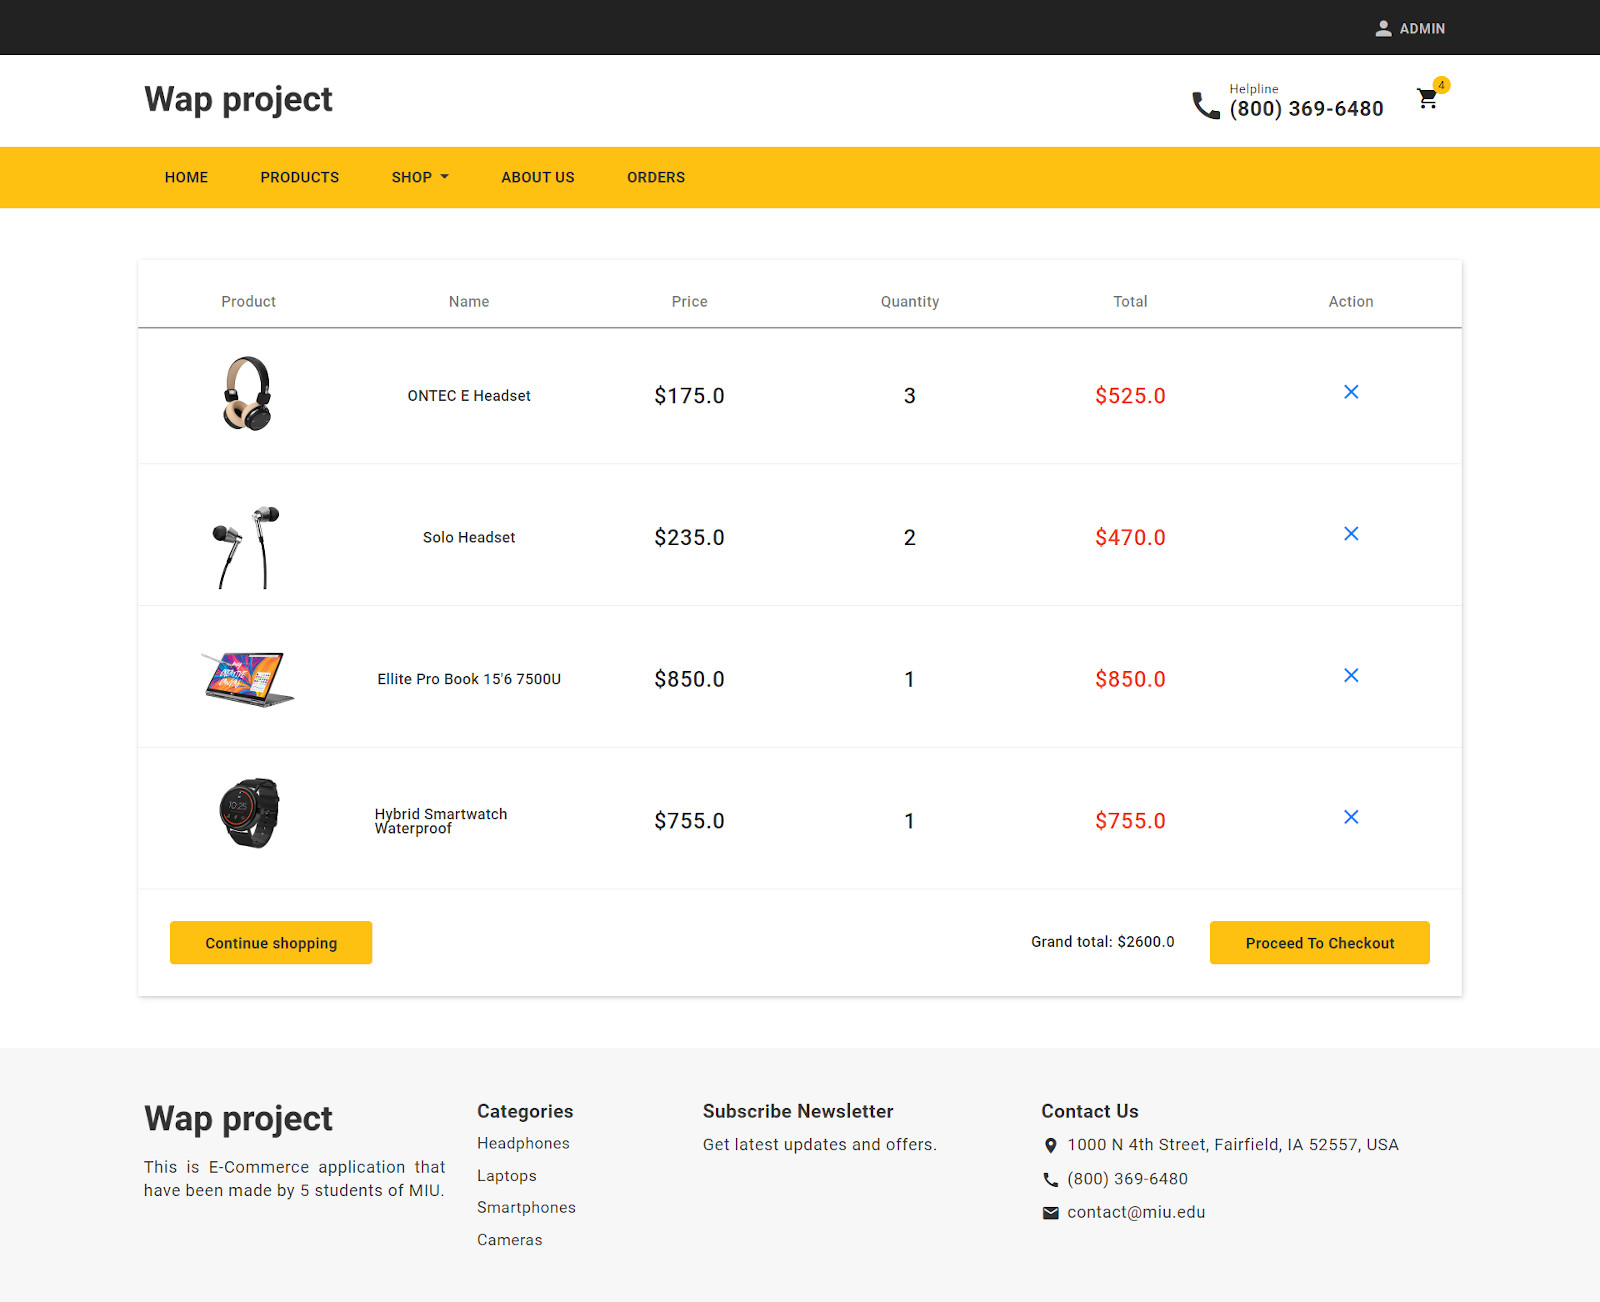 ADMIN
Wap project
Helpline
(800) 369-6480
4
HOME PRODUCTS SHOP ABOUT US ORDERS
Product Name Price Quantity Total Action
ONTEC E Headset $175.0 3 $525.0
Solo Headset $235.0 2 $470.0
Ellite Pro Book 15'6 7500U $850.0 1 $850.0
10:25
Hybrid Smartwatch
Waterproof
$755.0 1 $755.0
Continue shopping Grand total: $2600.0 Proceed To Checkout
Wap project
This is E-Commerce application that
have been made by 5 students of MIU.
Categories
Headphones
Laptops
Smartphones
Cameras
Subscribe Newsletter
Get latest updates and offers.
Contact Us
1000 N 4th Street, Fairfield, IA 52557, USA
(800) 369-6480
contact@miu.edu